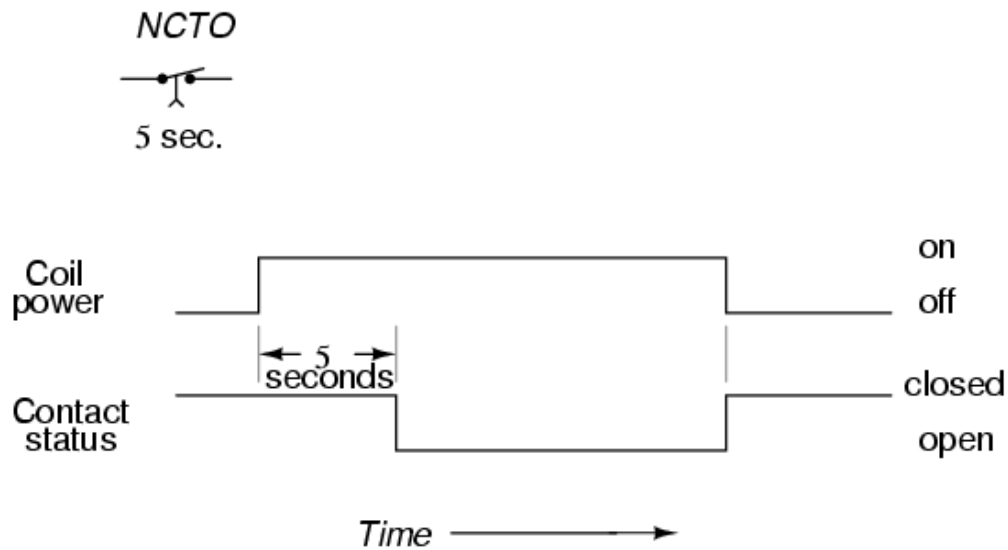 NCTO
5 sec.
on
Coil
power
off
5
seconds
closed
Contact
status
open
Time